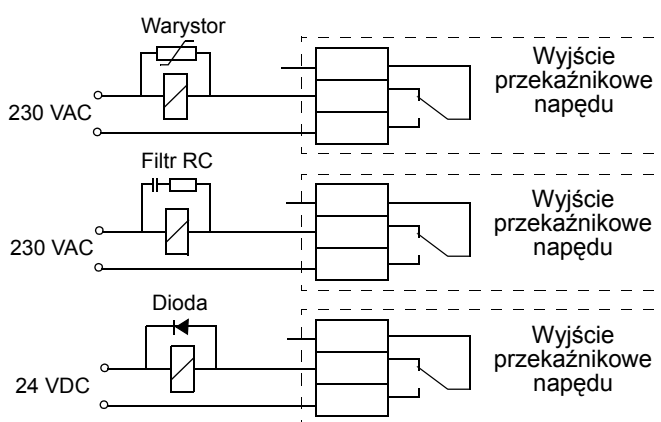 Warystor
230 VAC
Wyjście
przekaźnikowe
napędu
Filtr RC
230 VAC
Wyjście
przekaźnikowe
napędu
Dioda
24 VDC
Wyjście
przekaźnikowe
napędu